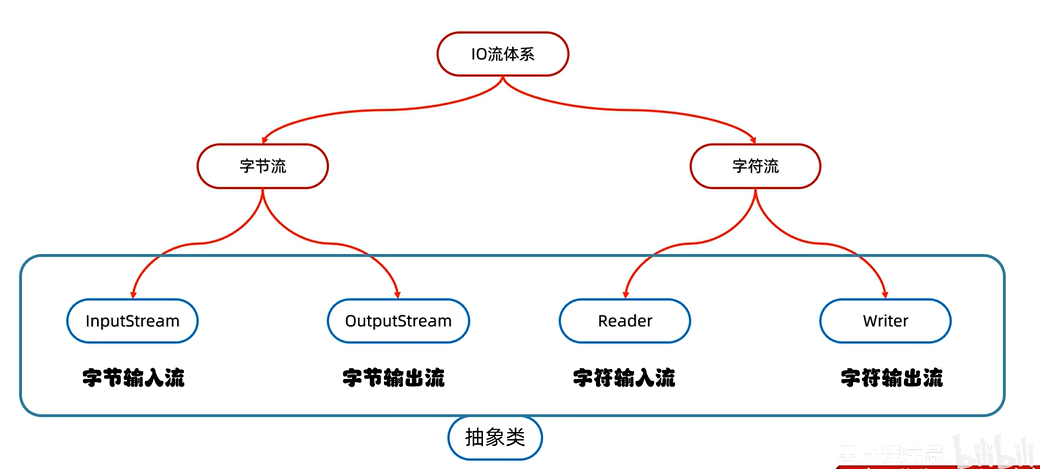 IO流体系
字节流
字符流
InputStream
OutputStream
Reader
Writer
字节输入流
字节输出流
字符输入流
字符输出流
抽象类
bilibili